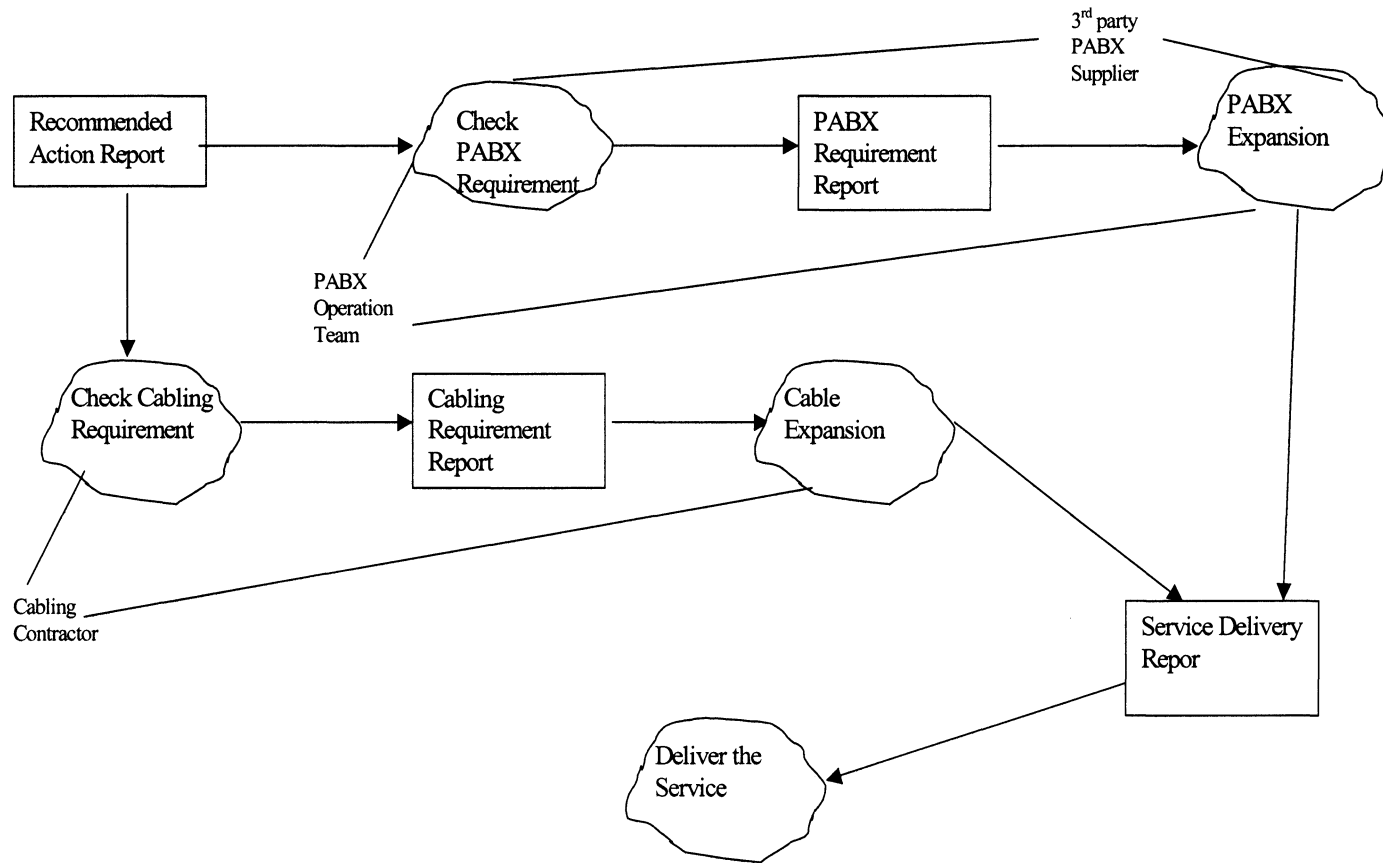 3rd party
PABX
Supplier
Recommended
Action Report
Check
PABX
Requirement
PABX
Requirement
Report
PABX
Expansion
PABX
Operation
Team
Check Cabling
Requirement
Cabling
Requirement
Report
Cable
Expansion
Cabling
Contractor
Service Delivery
Repor
Deliver the
Service